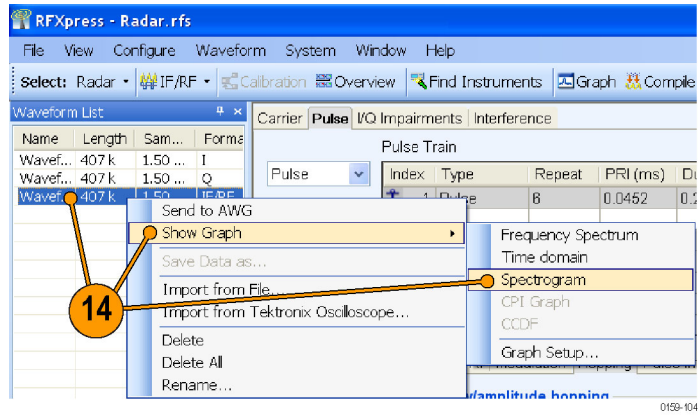 RFXpress - Radar.rfs
File View Configure Waveform System Window Help
Select: Radar IF/RF Calibration Overview Find Instruments Graph Compile
Waveform List
Carrier Pulse I/Q Impairments Interference
Name Length Sam... Forma
Pulse Train
Wavef... 407 k 1.50 ... I
Wavef... 407 k 1.50 ... Q
Wavef... 407 k 1.50 IF/RF
Pulse
Index Type Repeat PRI (ms)
1 Pulse 6 0.0452
Send to AWG
Show Graph
Save Data as...
Import from File...
Import from Tektronix Oscilloscope...
Delete
Delete All
Rename...
Frequency Spectrum
Time domain
Spectrogram
CPI Graph
CCDF
Graph Setup...
14
amplitude hopping
0159-104